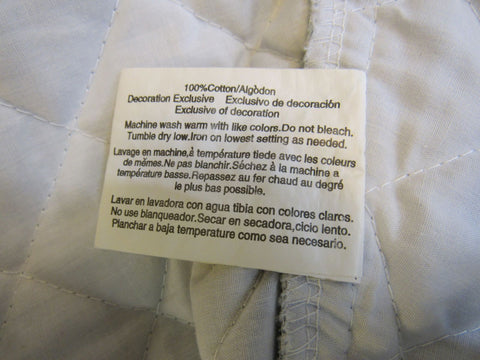 100%Cotton/Algòdon
Decoration Exclusive Exclusivo de decoración
Exclusive of decoration
Machine wash warm with like colors.Do not bleach.
Tumble dry low.Iron on lowest setting as needed.
Lavage en machine,à température tiede avec les couleurs
de mêmes.Ne pas blanchir.Séchez à la machine a
température basse.Repassez au fer chaud au degré
le plus bas possible.
Lavar en lavadora con agua tibia con colores claros.
No use blanqueador.Secar en secadora,ciclo lento.
Planchar a baja temperature como sea necesario.